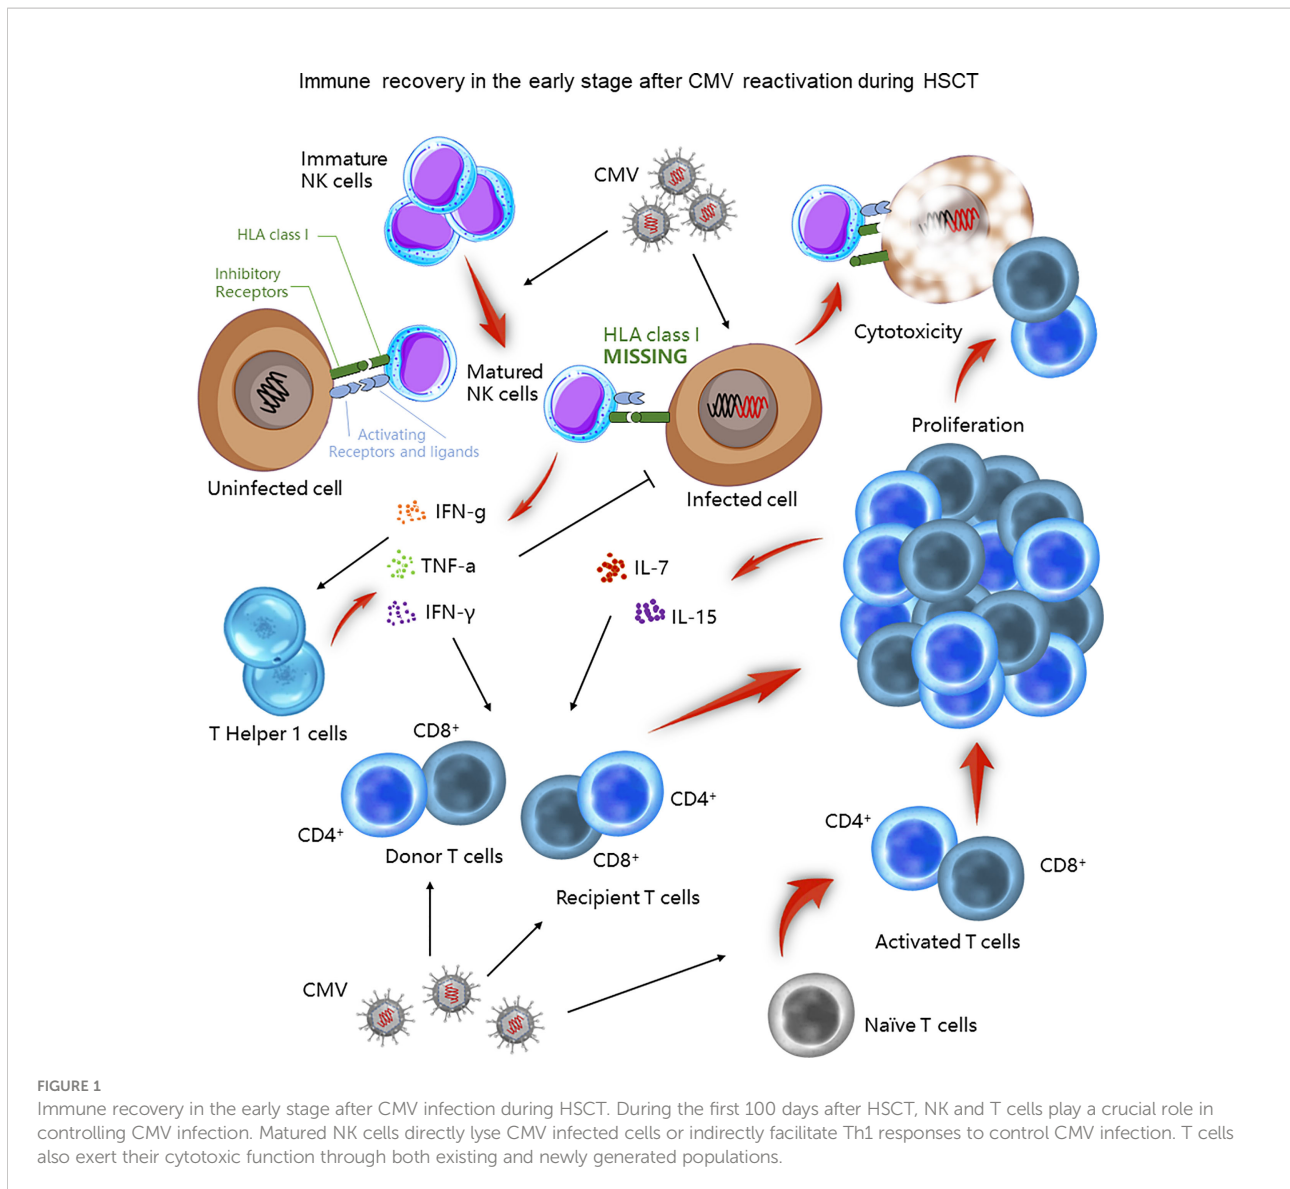 Immune recovery in the early stage after CMV reactivation during HSCT
Immature
NK cells
CMV
HLA class I
Inhibitory
Receptors
HLA class I
MISSING
Cytotoxicity
Matured
NK cells
Activating
Receptors and ligands
Proliferation
Uninfected cell
Infected cell
IFN-g
TNF-a
IFN-γ
IL-7
IL-15
T Helper 1 cells
CD8⁺
CD4⁺
Donor T cells
CD4⁺
CD8⁺
Recipient T cells
CD4⁺
CD8⁺
Activated T cells
CMV
Naïve T cells
FIGURE 1
Immune recovery in the early stage after CMV infection during HSCT. During the first 100 days after HSCT, NK and T cells play a crucial role in
controlling CMV infection. Matured NK cells directly lyse CMV infected cells or indirectly facilitate Th1 responses to control CMV infection. T cells
also exert their cytotoxic function through both existing and newly generated populations.